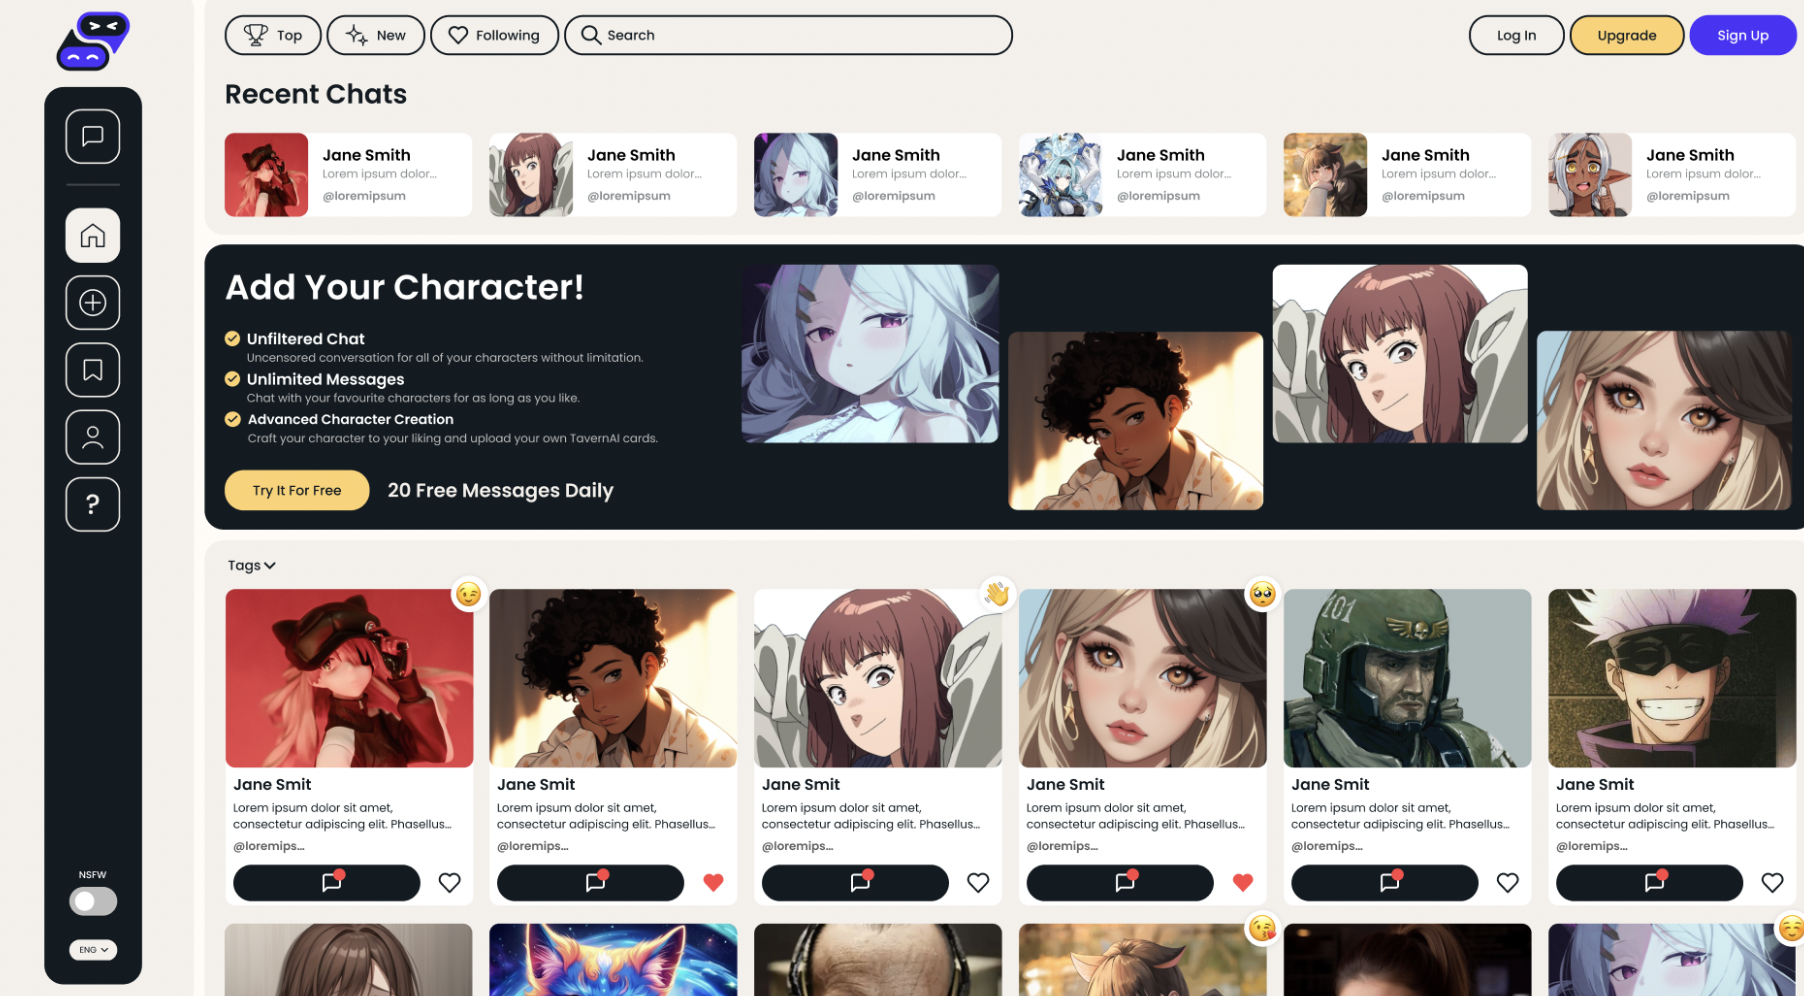 Top
New
Following
Search
Log In
Upgrade
Sign Up
Recent Chats
Jane Smith
Lorem ipsum dolor...
@loremipsum
Jane Smith
Lorem ipsum dolor...
@loremipsum
Jane Smith
Lorem ipsum dolor...
@loremipsum
Jane Smith
Lorem ipsum dolor...
@loremipsum
Jane Smith
Lorem ipsum dolor...
@loremipsum
Jane Smith
Lorem ipsum dolor...
@loremipsum
Add Your Character!
Unfiltered Chat
Uncensored conversation for all of your characters without limitation.
Unlimited Messages
Chat with your favourite characters for as long as you like.
Advanced Character Creation
Craft your character to your liking and upload your own TavernAI cards.
Try It For Free
20 Free Messages Daily
?
Tags
101
Jane Smit
Lorem ipsum dolor sit amet,
consectetur adipiscing elit. Phasellus...
@loremips...
Jane Smit
Lorem ipsum dolor sit amet,
consectetur adipiscing elit. Phasellus...
@loremips...
Jane Smit
Lorem ipsum dolor sit amet,
consectetur adipiscing elit. Phasellus...
@loremips...
Jane Smit
Lorem ipsum dolor sit amet,
consectetur adipiscing elit. Phasellus...
@loremips...
Jane Smit
Lorem ipsum dolor sit amet,
consectetur adipiscing elit. Phasellus...
@loremips...
Jane Smit
Lorem ipsum dolor sit amet,
consectetur adipiscing elit. Phasellus...
@loremips...
NSFW
ENG